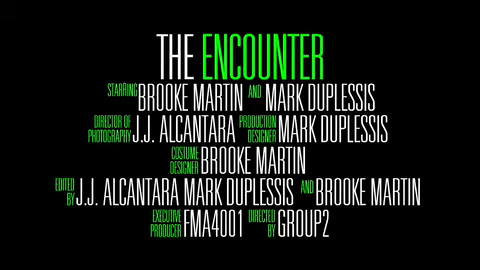 THE ENCOUNTER
STARRING BROOKE MARTIN AND MARK DUPLESSIS
DIRECTOR OF PHOTOGRAPHY J.J. ALCANTARA PRODUCTION DESIGNER MARK DUPLESSIS
COSTUME DESIGNER BROOKE MARTIN
EDITED BY J.J. ALCANTARA MARK DUPLESSIS AND BROOKE MARTIN
EXECUTIVE PRODUCER FMA4001 DIRECTED BY GROUP2